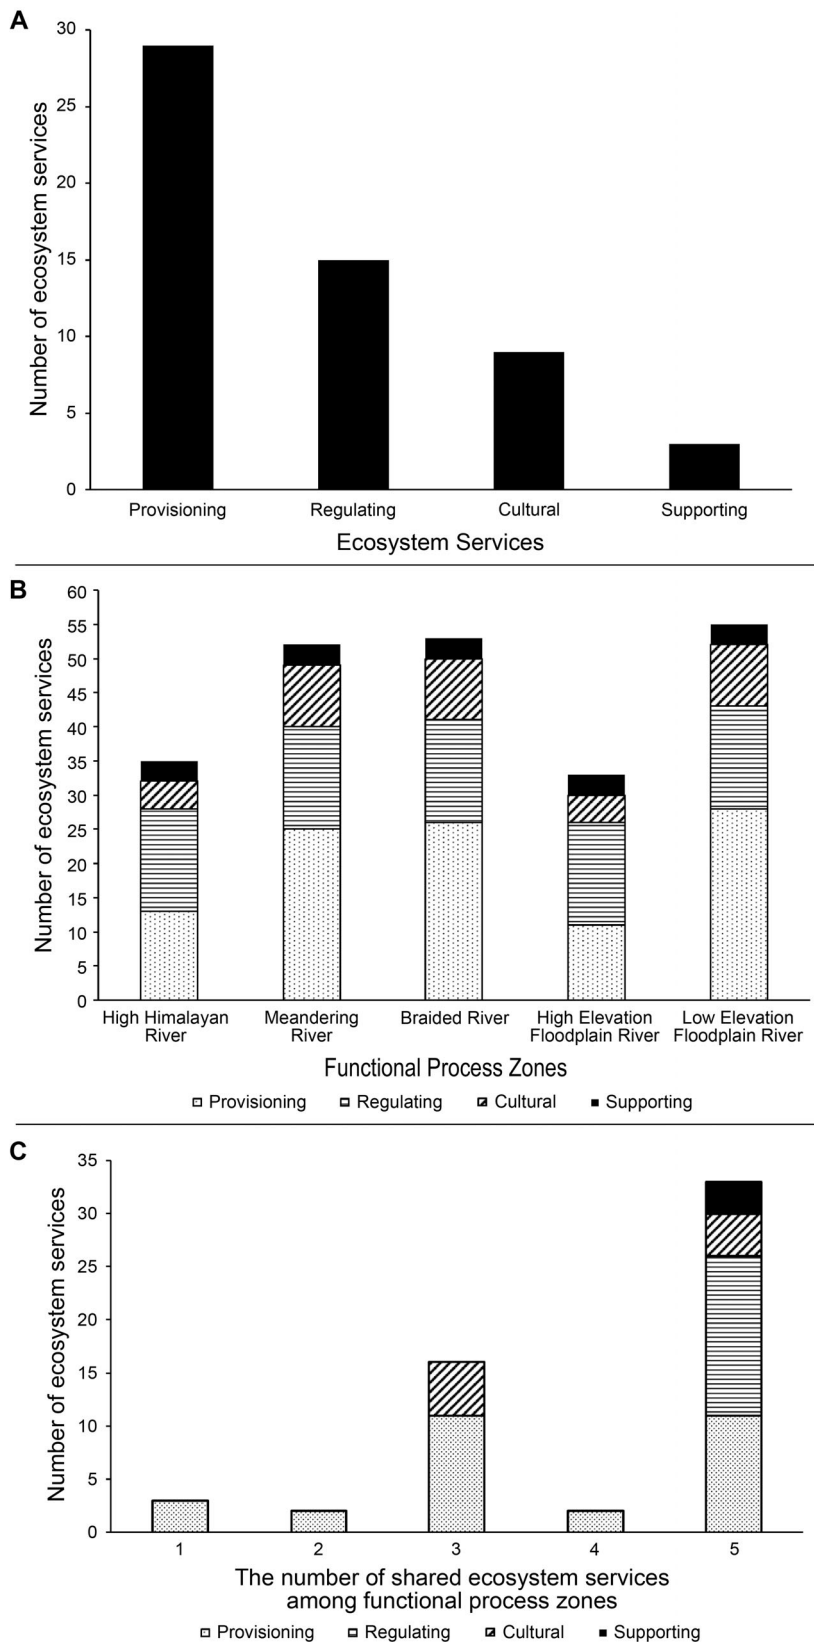 A
30
25
20
15
10
5
0
Number of ecosystem services
Provisioning Regulating Cultural Supporting
Ecosystem Services
B
60
55
50
45
40
35
30
25
20
15
10
5
0
Number of ecosystem services
High Himalayan River
Meandering River
Braided River
High Elevation Floodplain River
Low Elevation Floodplain River
Functional Process Zones
Provisioning Regulating Cultural Supporting
C
35
30
25
20
15
10
5
0
Number of ecosystem services
1 2 3 4 5
The number of shared ecosystem services
among functional process zones
Provisioning Regulating Cultural Supporting